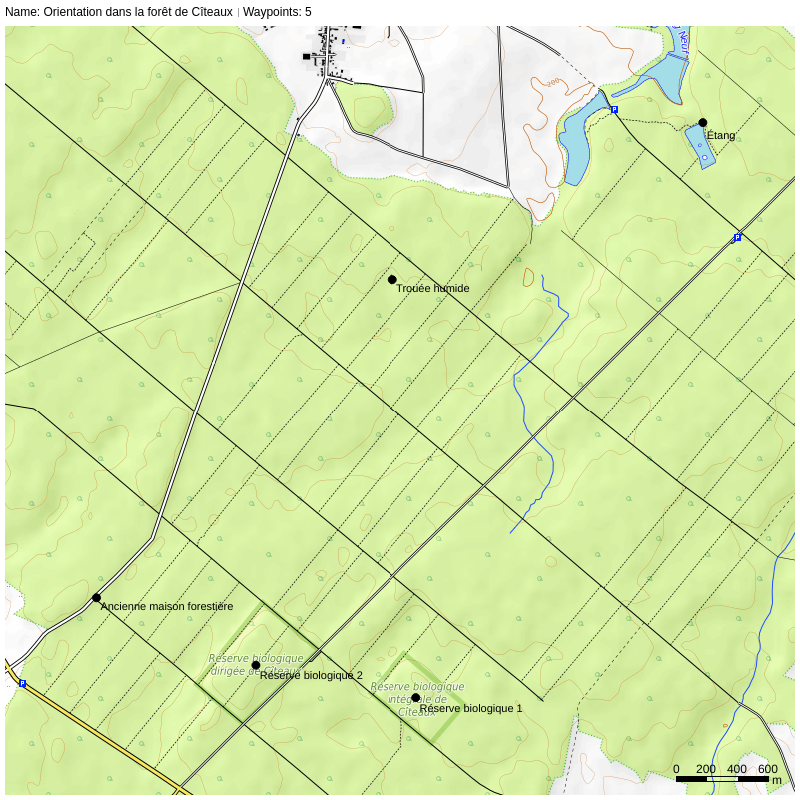 Name: Orientation dans la forêt de Cîteaux | Waypoints: 5
200
Neuf
P
Étang
P
Trouée humide
Ancienne maison forestière
Réserve biologique
dirigée de Cîteaux
Réserve biologique 2
Réserve biologique
intégrale de
Cîteaux
Réserve biologique 1
P
0 200 400 600
m